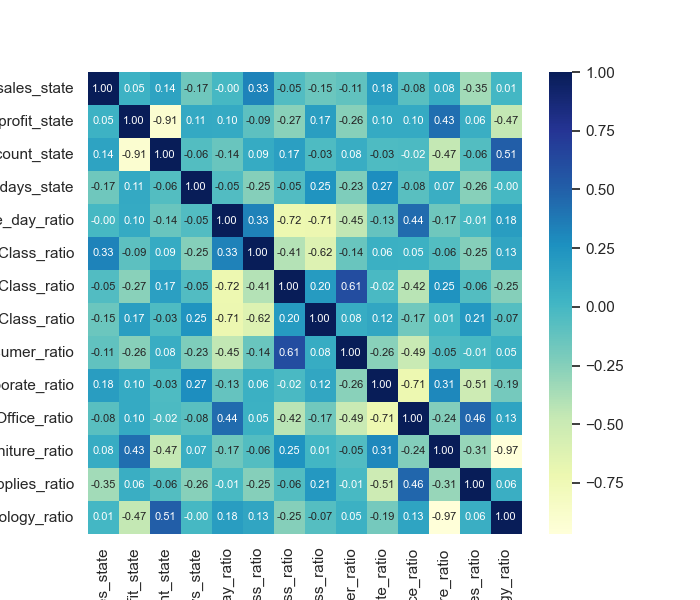 sales_state 1.00 0.05 0.14 -0.17 -0.00 0.33 -0.05 -0.15 -0.11 0.18 -0.08 0.08 -0.35 0.01
profit_state 0.05 1.00 -0.91 0.11 0.10 -0.09 -0.27 0.17 -0.26 0.10 0.10 0.43 0.06 -0.47
count_state 0.14 -0.91 1.00 -0.06 -0.14 0.09 0.17 -0.03 0.08 -0.03 -0.02 -0.47 -0.06 0.51
days_state -0.17 0.11 -0.06 1.00 -0.05 -0.25 -0.05 0.25 -0.23 0.27 -0.08 0.07 -0.26 -0.00
e_day_ratio -0.00 0.10 -0.14 -0.05 1.00 0.33 -0.72 -0.71 -0.45 -0.13 0.44 -0.17 -0.01 0.18
Class_ratio 0.33 -0.09 0.09 -0.25 0.33 1.00 -0.41 -0.62 -0.14 0.06 0.05 -0.06 -0.25 0.13
Class_ratio -0.05 -0.27 0.17 -0.05 -0.72 -0.41 1.00 0.20 0.61 -0.02 -0.42 0.25 -0.06 -0.25
Class_ratio -0.15 0.17 -0.03 0.25 -0.71 -0.62 0.20 1.00 0.08 0.12 -0.17 0.01 0.21 -0.07
umer_ratio -0.11 -0.26 0.08 -0.23 -0.45 -0.14 0.61 0.08 1.00 -0.26 -0.49 -0.05 -0.01 0.05
orate_ratio 0.18 0.10 -0.03 0.27 -0.13 0.06 -0.02 0.12 -0.26 1.00 -0.71 0.31 -0.51 -0.19
Office_ratio -0.08 0.10 -0.02 -0.08 0.44 0.05 -0.42 -0.17 -0.49 -0.71 1.00 -0.24 0.46 0.13
niture_ratio 0.08 0.43 -0.47 0.07 -0.17 -0.06 0.25 0.01 -0.05 0.31 -0.24 1.00 -0.31 -0.97
pplies_ratio -0.35 0.06 -0.06 -0.26 -0.01 -0.25 -0.06 0.21 -0.01 -0.51 0.46 -0.31 1.00 0.06
ology_ratio 0.01 -0.47 0.51 -0.00 0.18 0.13 -0.25 -0.07 0.05 -0.19 0.13 -0.97 0.06 1.00
s_state fit_state nt_state s_state ay_ratio ss_ratio ss_ratio ss_ratio er_ratio te_ratio ce_ratio re_ratio es_ratio gy_ratio
1.00
0.75
0.50
0.25
0.00
−0.25
−0.50
−0.75